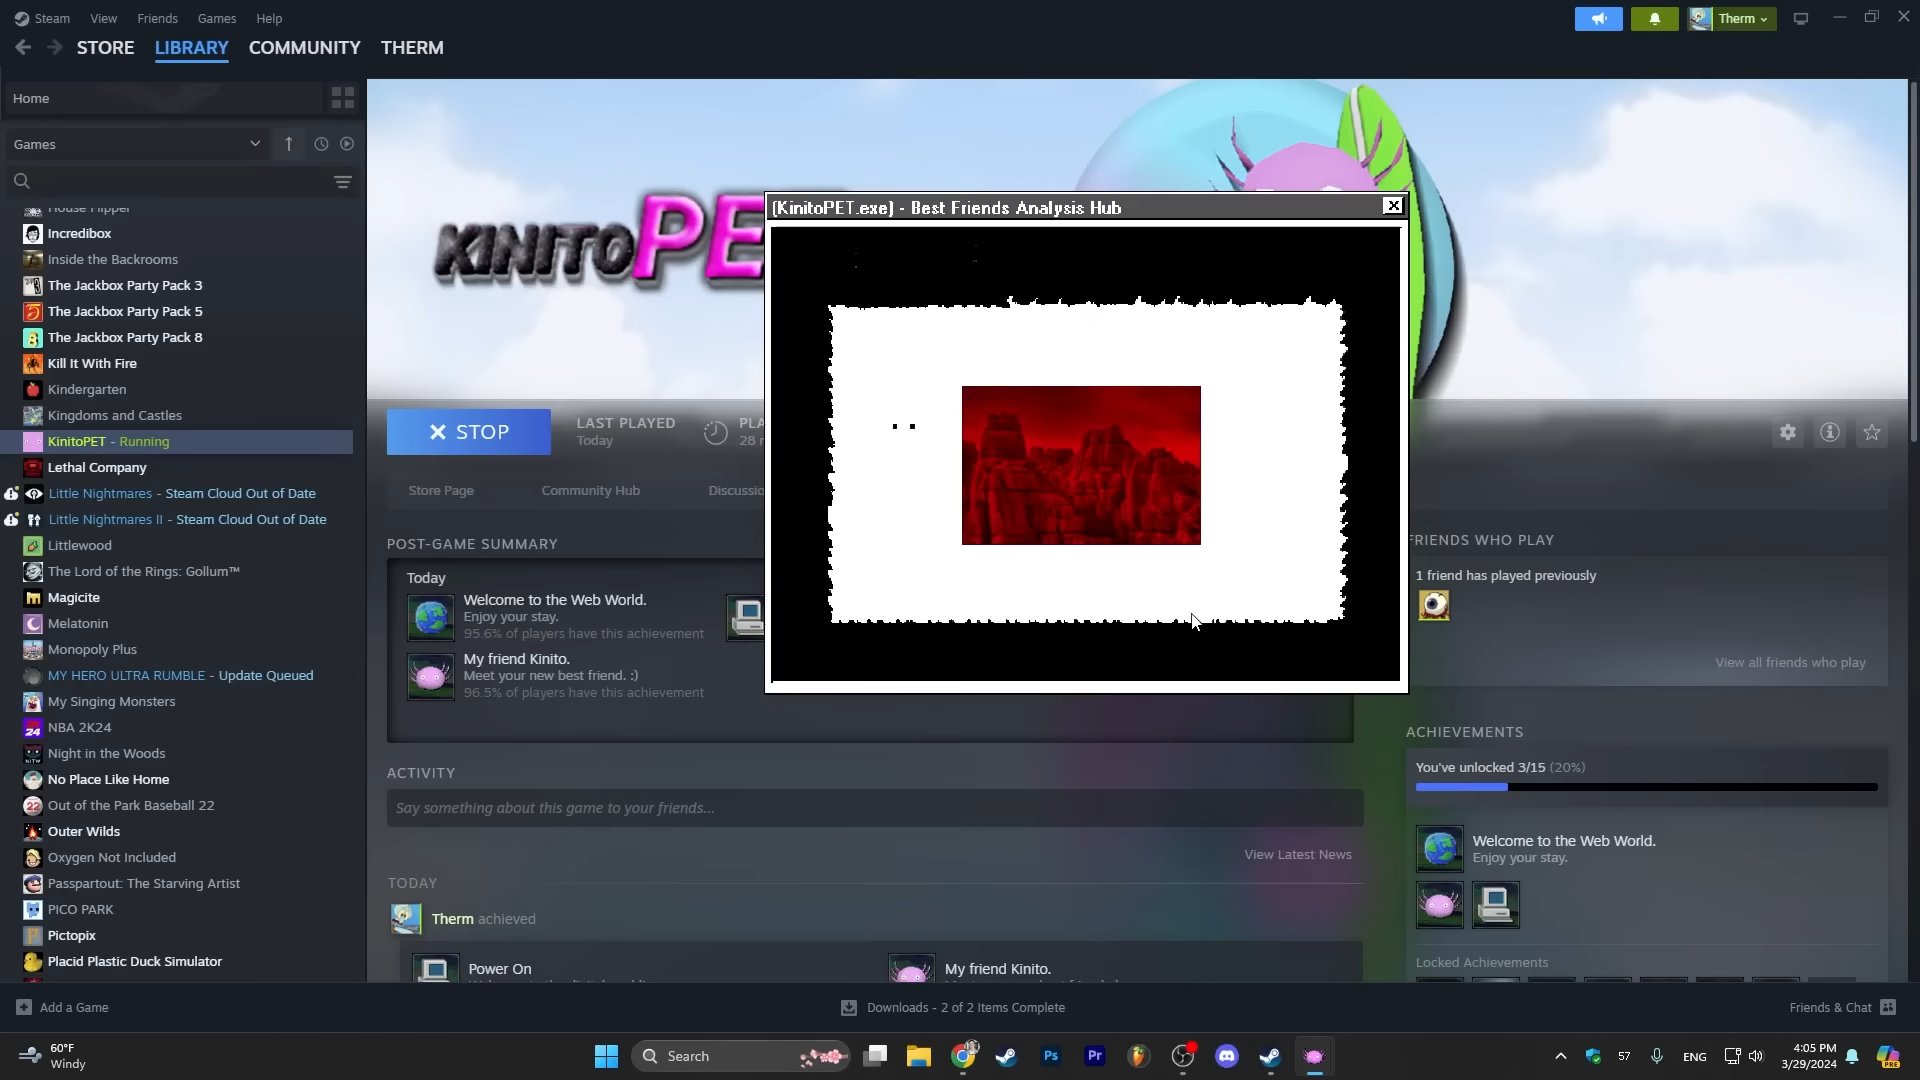 Steam View Friends Games Help
Therm
STORE LIBRARY COMMUNITY THERM
Home
Games
KINITOPE
[KinitoPET.exe] - Best Friends Analysis Hub
House Flipper
Incredibox
Inside the Backrooms
The Jackbox Party Pack 3
The Jackbox Party Pack 5
The Jackbox Party Pack 8
Kill It With Fire
Kindergarten
Kingdoms and Castles
KinitoPET - Running
Lethal Company
Little Nightmares - Steam Cloud Out of Date
Little Nightmares II - Steam Cloud Out of Date
Littlewood
The Lord of the Rings: Gollum™
Magicite
Melatonin
Monopoly Plus
MY HERO ULTRA RUMBLE - Update Queued
My Singing Monsters
NBA 2K24
Night in the Woods
No Place Like Home
Out of the Park Baseball 22
Outer Wilds
Oxygen Not Included
Passpartout: The Starving Artist
PICO PARK
Pictopix
Placid Plastic Duck Simulator
STOP
LAST PLAYED
Today
PLA
28 m
Store Page Community Hub Discussio
POST-GAME SUMMARY
Today
Welcome to the Web World.
Enjoy your stay.
95.6% of players have this achievement
My friend Kinito.
Meet your new best friend. :)
96.5% of players have this achievement
ACTIVITY
Say something about this game to your friends...
View Latest News
TODAY
Therm achieved
Power On
My friend Kinito.
FRIENDS WHO PLAY
1 friend has played previously
View all friends who play
ACHIEVEMENTS
You've unlocked 3/15 (20%)
Welcome to the Web World.
Enjoy your stay.
Locked Achievements
Add a Game
Downloads - 2 of 2 Items Complete
Friends & Chat
60°F
Windy
Search
Ps
Pr
57
ENG
4:05 PM
3/29/2024
PRE